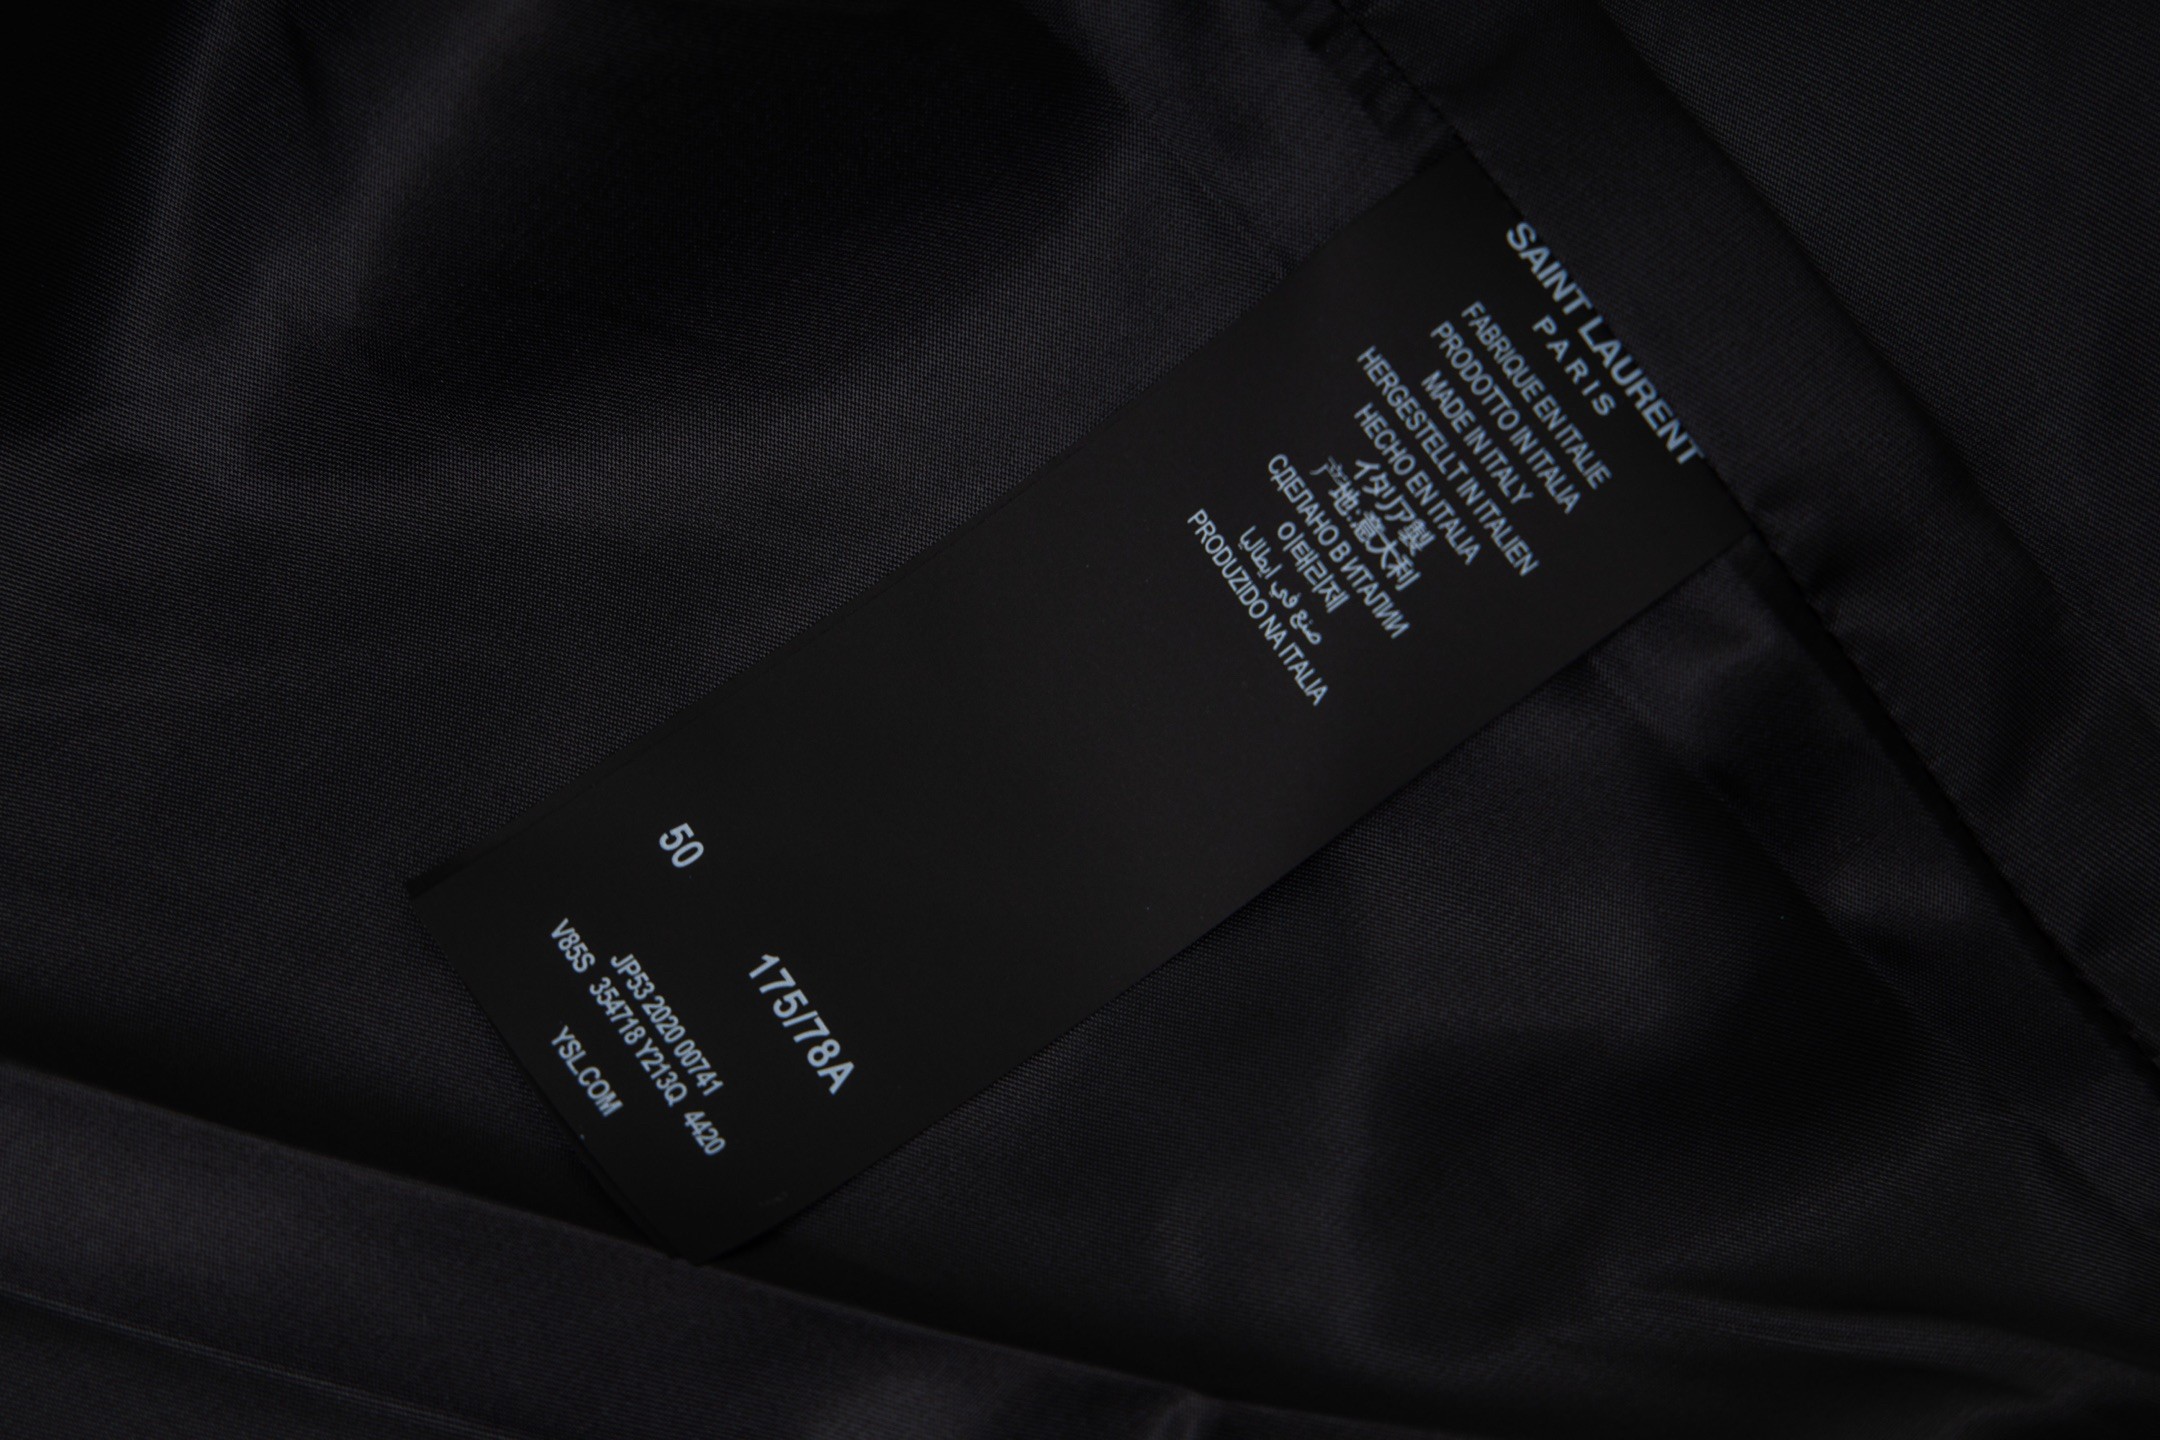 SAINT LAURENT
PARIS
FABRIQUE EN ITALIE
PRODOTTO IN ITALIA
MADE IN ITALY
HERGESTELLT IN ITALIEN
HECHO EN ITALIA
イタリア製
产地:意大利
СДЕЛАНО В ИТАЛИИ
이태리제
صنع في ايطاليا
PRODUZIDO NA ITALIA
50
175/78A
JP53 2020 00741
V85S 354718 Y213Q 4420
YSL.COM